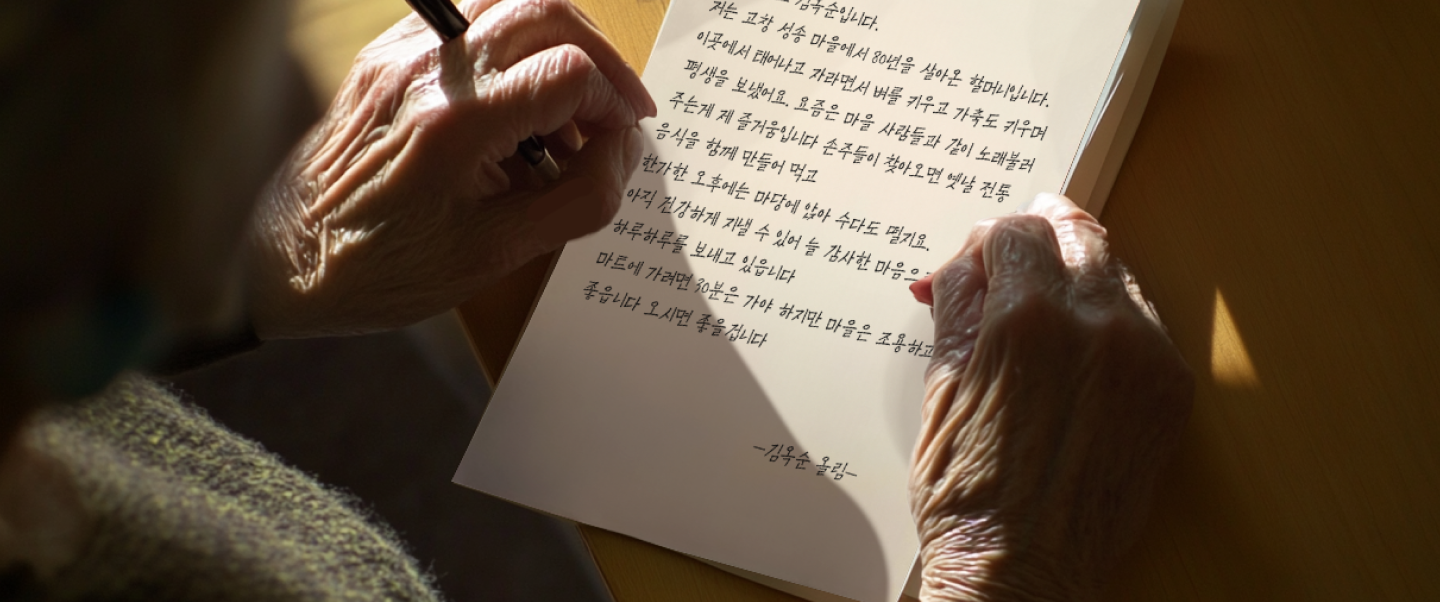 김옥순입니다.
저는 고창 성송 마을에서 80년을 살아온 할머니입니다.
이곳에서 태어나고 자라면서 벼를 키우고 가축도 키우며
평생을 보냈어요. 요즘은 마을 사람들과 같이 노래불러
주는게 제 즐거움입니다 손주들이 찾아오면 옛날 전통
음식을 함께 만들어 먹고
한가한 오후에는 마당에 앉아 수다도 떨지요.
아직 건강하게 지낼 수 있어 늘 감사한 마음으
하루하루를 보내고 있읍니다
마트에 가려면 30분은 가야 하지만 마을은 조용하고
좋읍니다 오시면 좋을겁니다
-김옥순 올림-